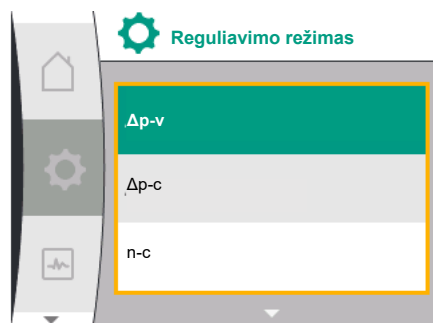 Reguliavimo režimas
Δp-v
Δp-c
n-c